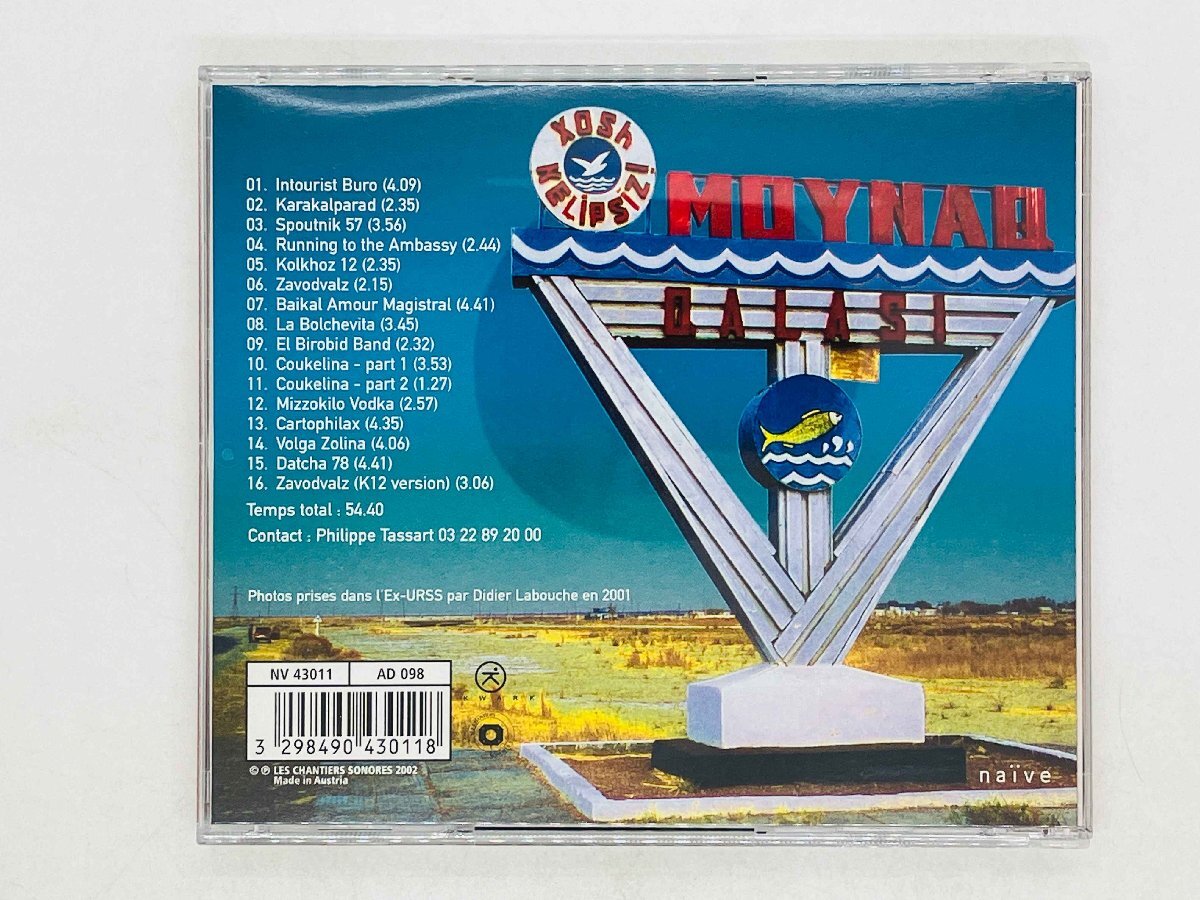 XOSh
KELIPSIZI
MOYNAQ
QALASI
01. Intourist Buro (4.09)
02. Karakalparad (2.35)
03. Spoutnik 57 (3.56)
04. Running to the Ambassy (2.44)
05. Kolkhoz 12 (2.35)
06. Zavodvalz (2.15)
07. Baikal Amour Magistral (4.41)
08. La Bolchevita (3.45)
09. El Birobid Band (2.32)
10. Coukelina - part 1 (3.53)
11. Coukelina - part 2 (1.27)
12. Mizzokilo Vodka (2.57)
13. Cartophilax (4.35)
14. Volga Zolina (4.06)
15. Datcha 78 (4.41)
16. Zavodvalz (K12 version) (3.06)
Temps total : 54.40
Contact : Philippe Tassart 03 22 89 20 00
Photos prises dans l'Ex-URSS par Didier Labouche en 2001
NV 43011 AD 098
KWARK
3 298490 430118
© ℗ LES CHANTIERS SONORES 2002
Made in Austria
naïve